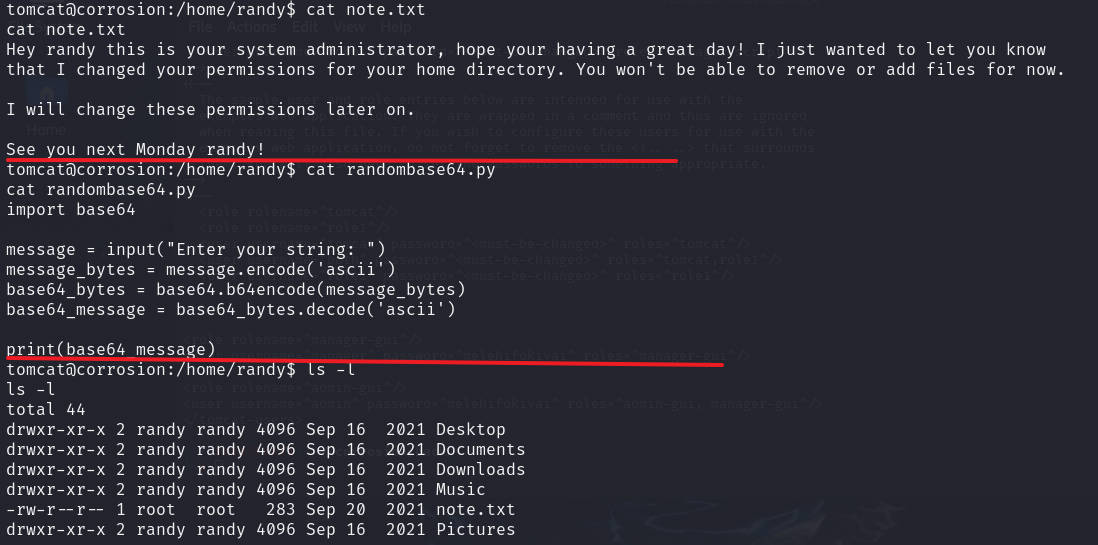 tomcat@corrosion:/home/randy$ cat note.txt
cat note.txt
Hey randy this is your system administrator, hope your having a great day! I just wanted to let you know
that I changed your permissions for your home directory. You won't be able to remove or add files for now.
I will change these permissions later on.
See you next Monday randy!
tomcat@corrosion:/home/randy$ cat randombase64.py
cat randombase64.py
import base64
message = input("Enter your string: ")
message_bytes = message.encode('ascii')
base64_bytes = base64.b64encode(message_bytes)
base64_message = base64_bytes.decode('ascii')
print(base64_message)
tomcat@corrosion:/home/randy$ ls -l
ls -l
total 44
drwxr-xr-x 2 randy randy 4096 Sep 16  2021 Desktop
drwxr-xr-x 2 randy randy 4096 Sep 16  2021 Documents
drwxr-xr-x 2 randy randy 4096 Sep 16  2021 Downloads
drwxr-xr-x 2 randy randy 4096 Sep 16  2021 Music
-rw-r--r-- 1 root  root   283 Sep 20  2021 note.txt
drwxr-xr-x 2 randy randy 4096 Sep 16  2021 Pictures